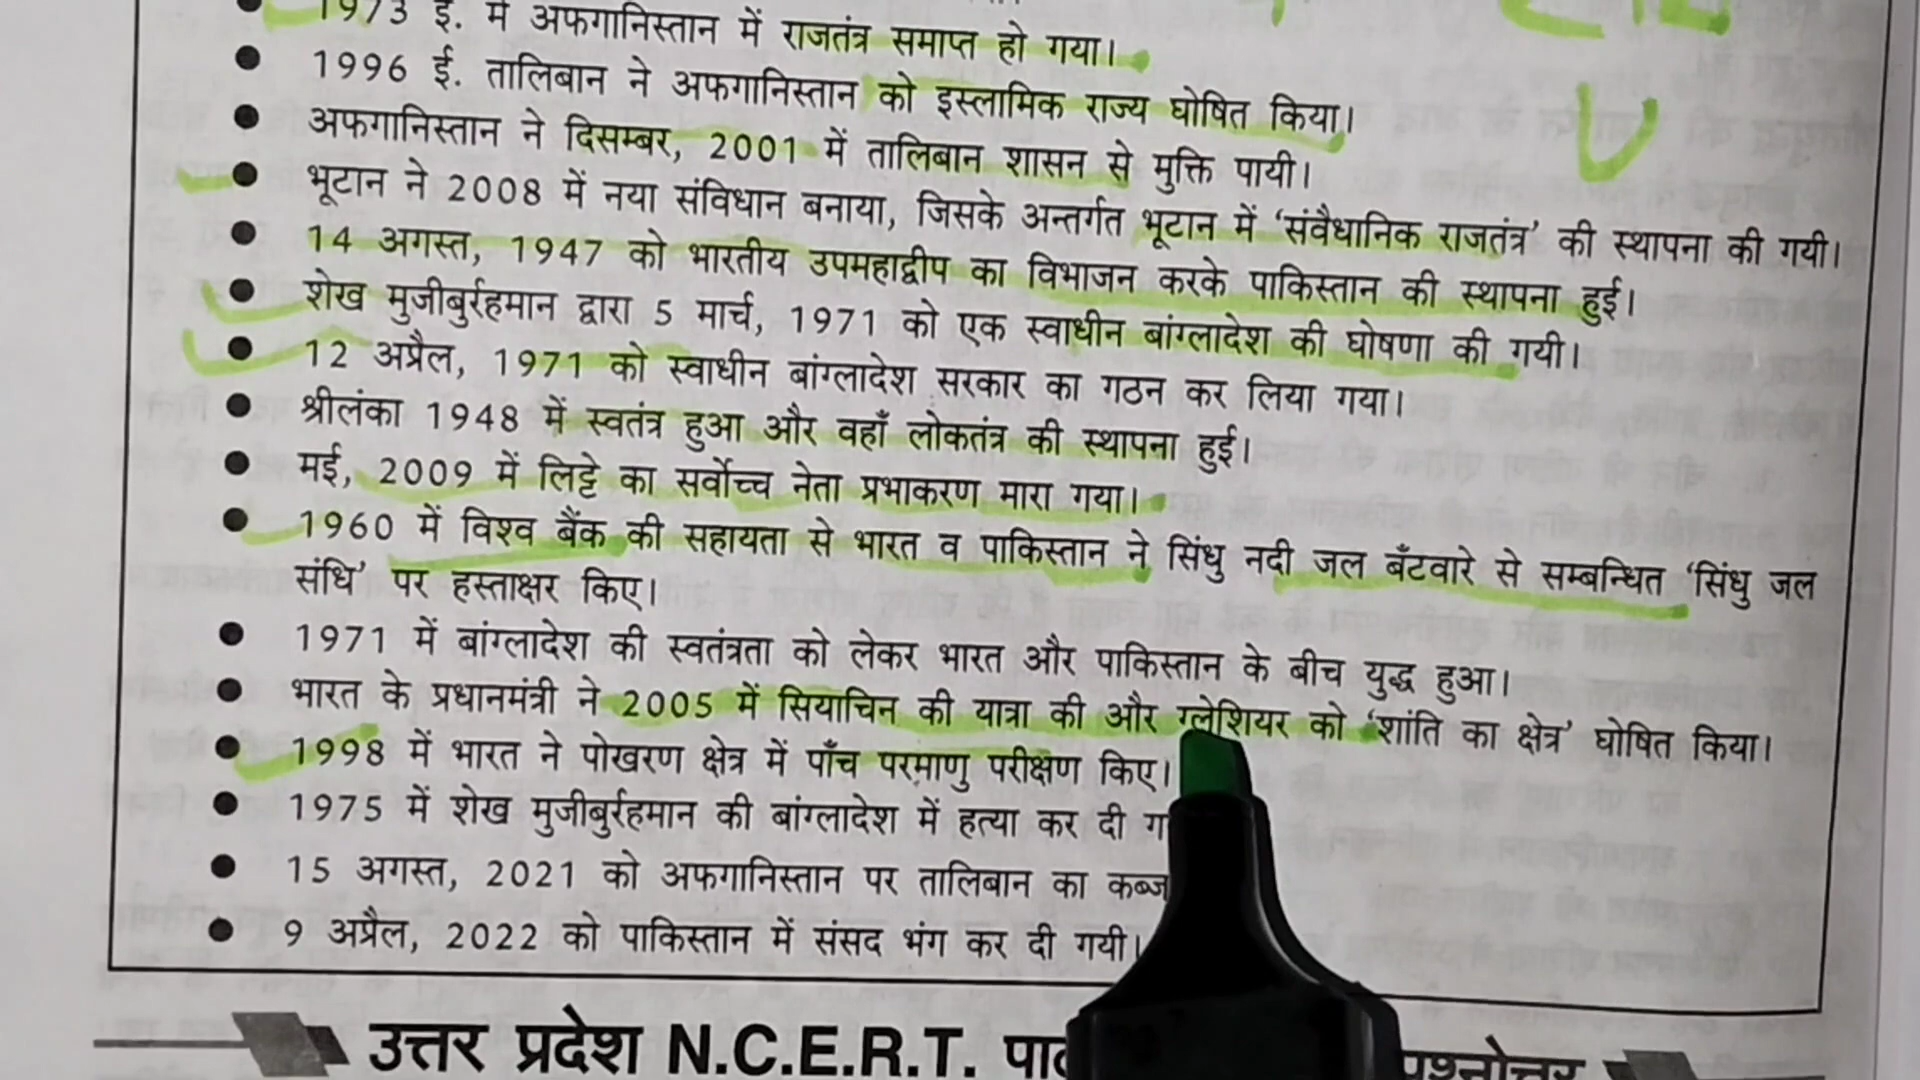 1973 ई. में अफगानिस्तान में राजतंत्र समाप्त हो गया।
1996 ई. तालिबान ने अफगानिस्तान को इस्लामिक राज्य घोषित किया।
अफगानिस्तान ने दिसम्बर, 2001 में तालिबान शासन से मुक्ति पायी।
भूटान ने 2008 में नया संविधान बनाया, जिसके अन्तर्गत भूटान में ‘संवैधानिक राजतंत्र’ की स्थापना की गयी।
14 अगस्त, 1947 को भारतीय उपमहाद्वीप का विभाजन करके पाकिस्तान की स्थापना हुई।
शेख मुजीबुर्रहमान द्वारा 5 मार्च, 1971 को एक स्वाधीन बांग्लादेश की घोषणा की गयी।
12 अप्रैल, 1971 को स्वाधीन बांग्लादेश सरकार का गठन कर लिया गया।
श्रीलंका 1948 में स्वतंत्र हुआ और वहाँ लोकतंत्र की स्थापना हुई।
मई, 2009 में लिट्टे का सर्वोच्च नेता प्रभाकरण मारा गया।
1960 में विश्व बैंक की सहायता से भारत व पाकिस्तान ने सिंधु नदी जल बँटवारे से सम्बन्धित ‘सिंधु जल
संधि’ पर हस्ताक्षर किए।
1971 में बांग्लादेश की स्वतंत्रता को लेकर भारत और पाकिस्तान के बीच युद्ध हुआ।
भारत के प्रधानमंत्री ने 2005 में सियाचिन की यात्रा की और ग्लेशियर को ‘शांति का क्षेत्र’ घोषित किया।
1998 में भारत ने पोखरण क्षेत्र में पाँच परमाणु परीक्षण किए।
1975 में शेख मुजीबुर्रहमान की बांग्लादेश में हत्या कर दी
15 अगस्त, 2021 को अफगानिस्तान पर तालिबान का
9 अप्रैल, 2022 को पाकिस्तान में संसद भंग कर दी गयी।
उत्तर प्रदेश N.C.E.R.T.